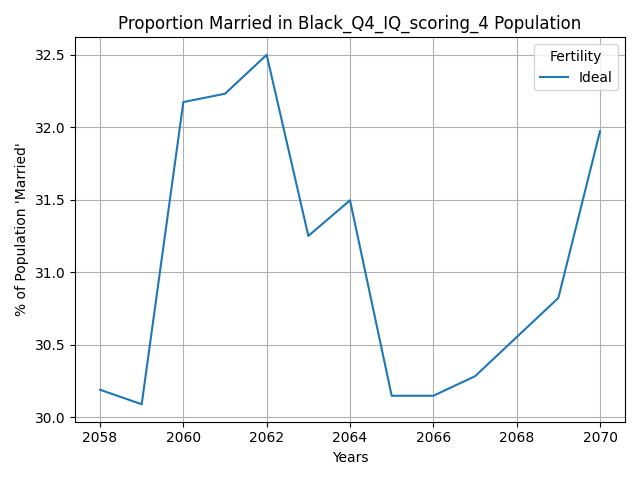 Proportion Married in Black_Q4_IQ_scoring_4 Population
Fertility
Ideal
% of Population 'Married'
32.5
32.0
31.5
31.0
30.5
30.0
2058 2060 2062 2064 2066 2068 2070
Years